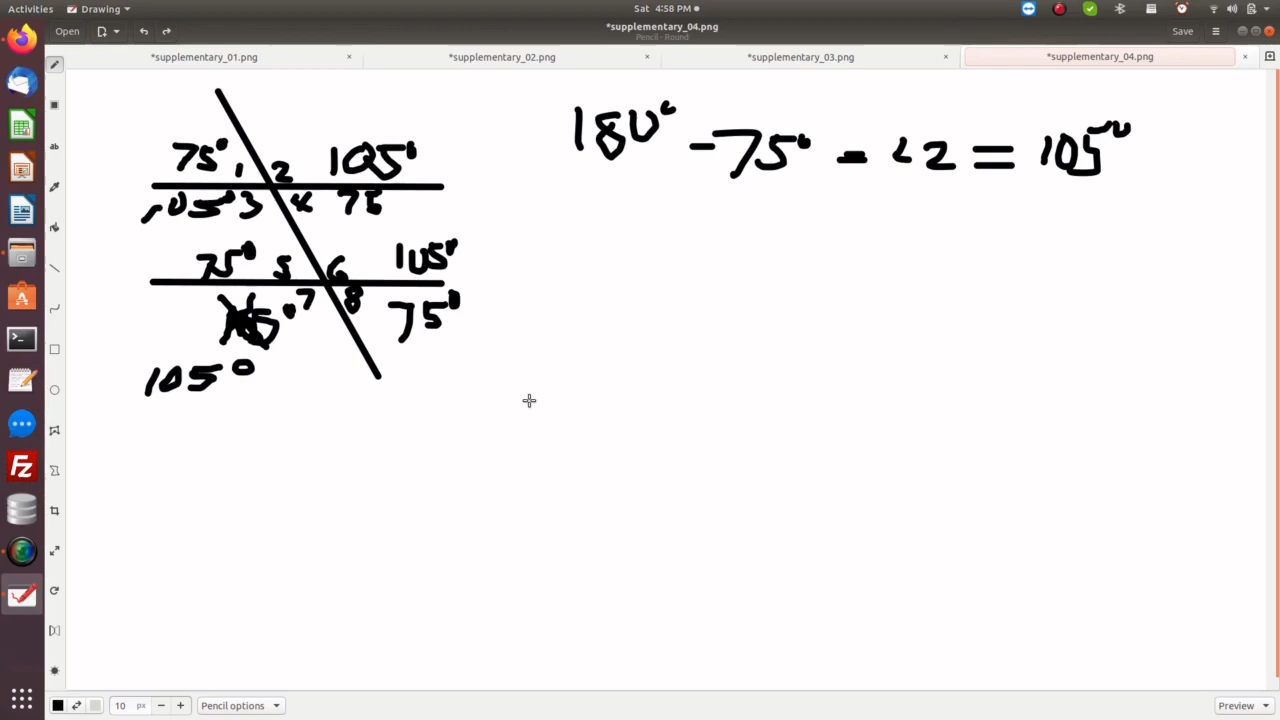 Activities Drawing Sat 4:58 PM
Open *supplementary_04.png Save
Pencil - Round
*supplementary_01.png *supplementary_02.png *supplementary_03.png *supplementary_04.png
180° - 75° = ∠2 = 105°
75° 1 2 105°
105° 3 4 75
75° 5 6 105°
7 8 75°
105°
10 px Pencil options Preview